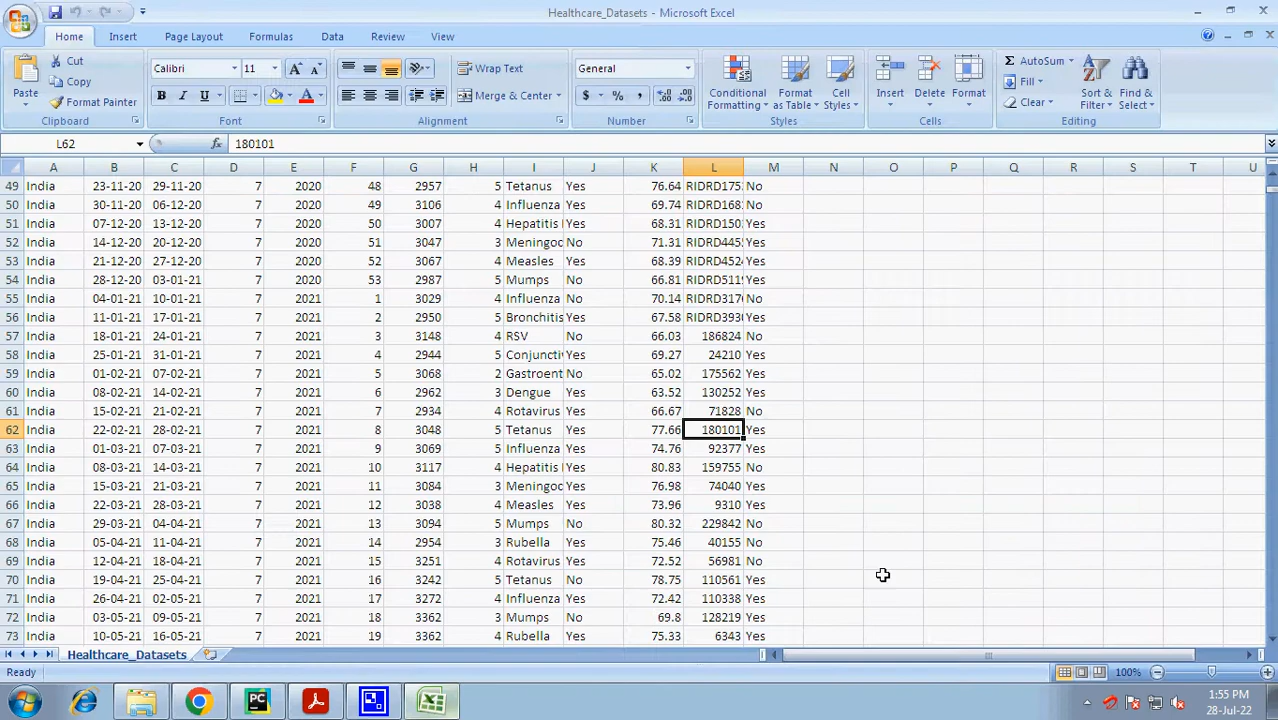 Healthcare_Datasets - Microsoft Excel
Home Insert Page Layout Formulas Data Review View
Paste Cut Copy Format Painter Clipboard
Calibri 11 B I U Font
Wrap Text Merge & Center Alignment
General $ % , Number
Conditional Formatting Format as Table Cell Styles Styles
Insert Delete Format Cells
AutoSum Fill Clear Sort & Filter Find & Select Editing
L62 fx 180101
A B C D E F G H I J K L M N O P Q R S T U
49 India 23-11-20 29-11-20 7 2020 48 2957 5 Tetanus Yes 76.64 RIDRD175 No
50 India 30-11-20 06-12-20 7 2020 49 3106 4 Influenza Yes 69.74 RIDRD168 No
51 India 07-12-20 13-12-20 7 2020 50 3007 4 Hepatitis Yes 68.31 RIDRD150 Yes
52 India 14-12-20 20-12-20 7 2020 51 3047 3 Meningoc No 71.31 RIDRD445 Yes
53 India 21-12-20 27-12-20 7 2020 52 3067 4 Measles Yes 68.39 RIDRD452 Yes
54 India 28-12-20 03-01-21 7 2020 53 2987 5 Mumps No 66.81 RIDRD511 Yes
55 India 04-01-21 10-01-21 7 2021 1 3029 4 Influenza No 70.14 RIDRD317 No
56 India 11-01-21 17-01-21 7 2021 2 2950 5 Bronchitis Yes 67.58 RIDRD393 Yes
57 India 18-01-21 24-01-21 7 2021 3 3148 4 RSV No 66.03 186824 No
58 India 25-01-21 31-01-21 7 2021 4 2944 5 Conjuncti Yes 69.27 24210 Yes
59 India 01-02-21 07-02-21 7 2021 5 3068 2 Gastroent No 65.02 175562 Yes
60 India 08-02-21 14-02-21 7 2021 6 2962 3 Dengue Yes 63.52 130252 Yes
61 India 15-02-21 21-02-21 7 2021 7 2934 4 Rotavirus Yes 66.67 71828 No
62 India 22-02-21 28-02-21 7 2021 8 3048 5 Tetanus Yes 77.66 180101 Yes
63 India 01-03-21 07-03-21 7 2021 9 3069 5 Influenza Yes 74.76 92377 Yes
64 India 08-03-21 14-03-21 7 2021 10 3117 4 Hepatitis Yes 80.83 159755 No
65 India 15-03-21 21-03-21 7 2021 11 3084 3 Meningoc Yes 76.98 74040 Yes
66 India 22-03-21 28-03-21 7 2021 12 3038 4 Measles Yes 73.96 9310 Yes
67 India 29-03-21 04-04-21 7 2021 13 3094 5 Mumps No 80.32 229842 No
68 India 05-04-21 11-04-21 7 2021 14 2954 3 Rubella Yes 75.46 40155 No
69 India 12-04-21 18-04-21 7 2021 15 3251 4 Rotavirus Yes 72.52 56981 No
70 India 19-04-21 25-04-21 7 2021 16 3242 5 Tetanus No 78.75 110561 Yes
71 India 26-04-21 02-05-21 7 2021 17 3272 4 Influenza Yes 72.42 110338 Yes
72 India 03-05-21 09-05-21 7 2021 18 3362 3 Mumps No 69.8 128219 Yes
73 India 10-05-21 16-05-21 7 2021 19 3362 4 Rubella Yes 75.33 6343 Yes
Healthcare_Datasets
Ready 100%
1:55 PM
28-Jul-22